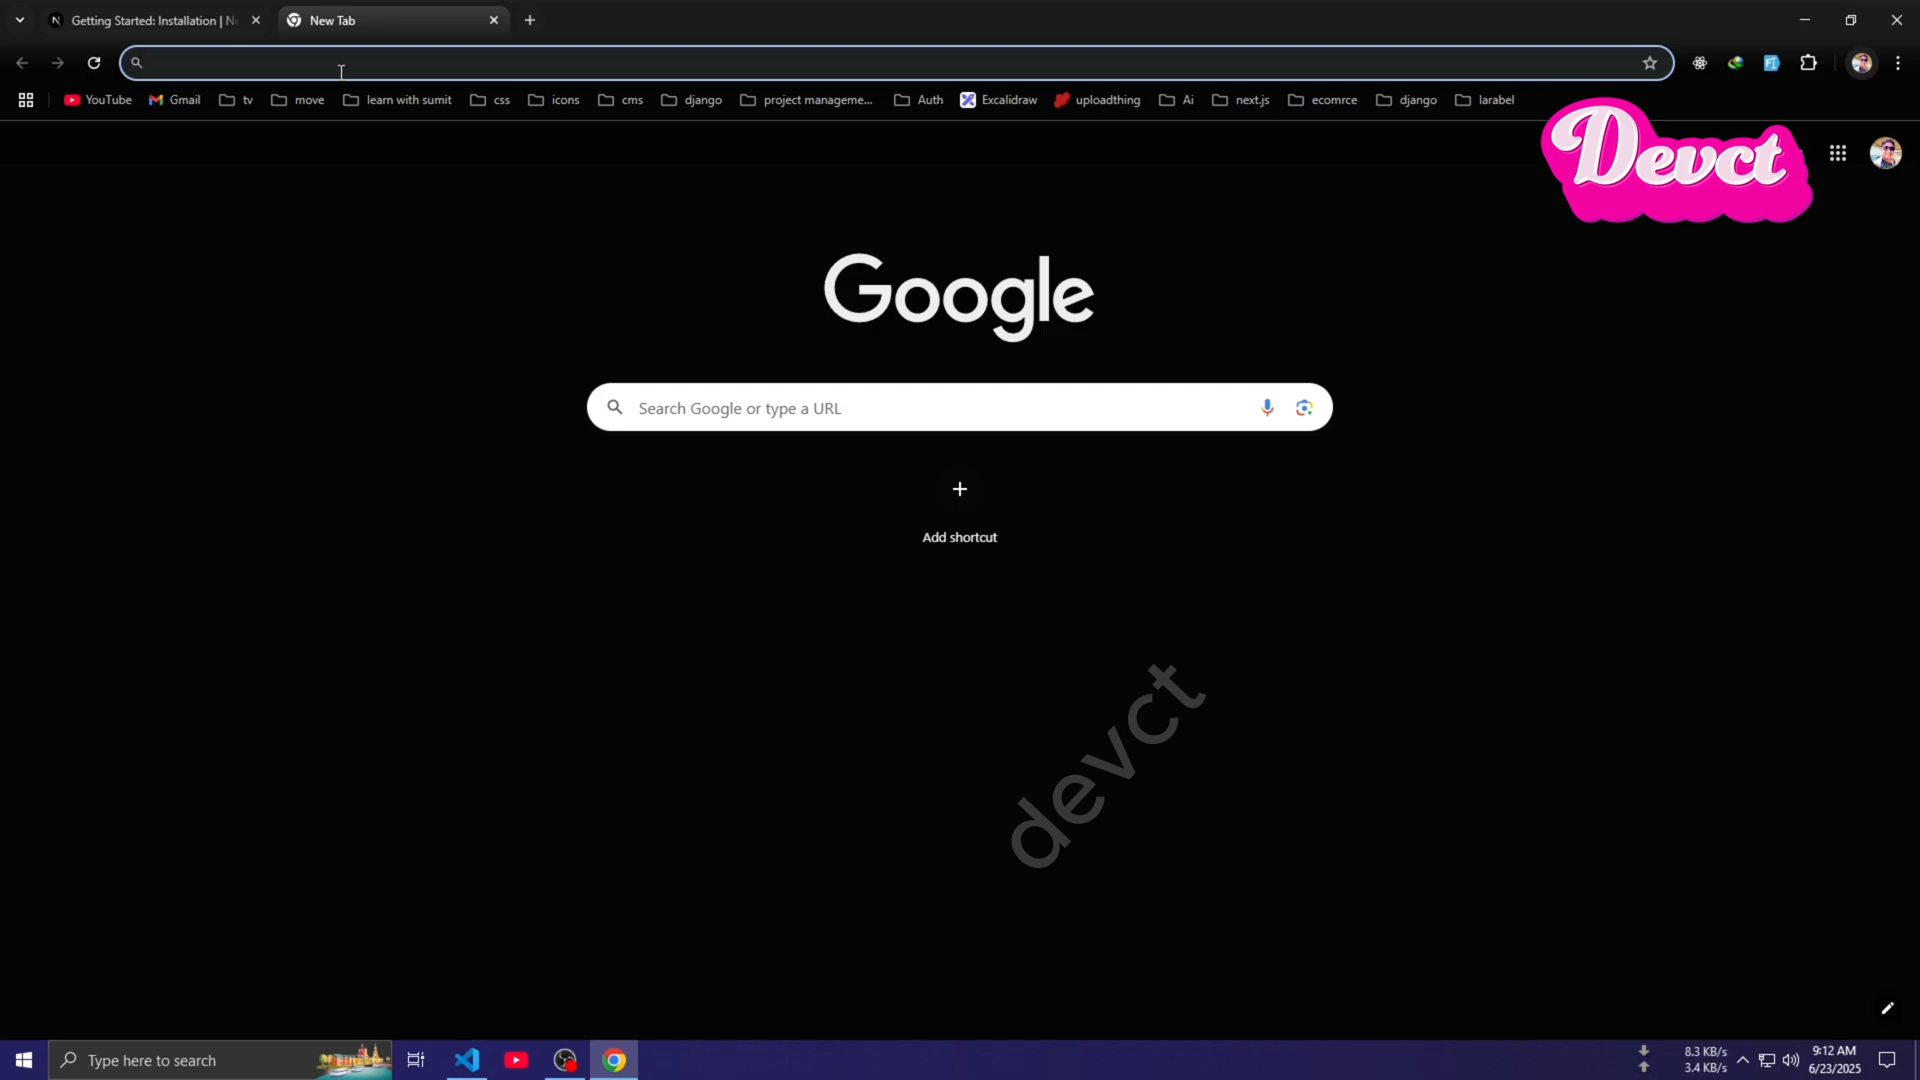 Getting Started: Installation | Ne
New Tab
YouTube
Gmail
tv
move
learn with sumit
css
icons
cms
django
project manageme...
Auth
Excalidraw
uploadthing
Ai
next.js
ecomrce
django
larabel
Devct
Google
Search Google or type a URL
Add shortcut
devct
Type here to search
8.3 KB/s
3.4 KB/s
9:12 AM
6/23/2025